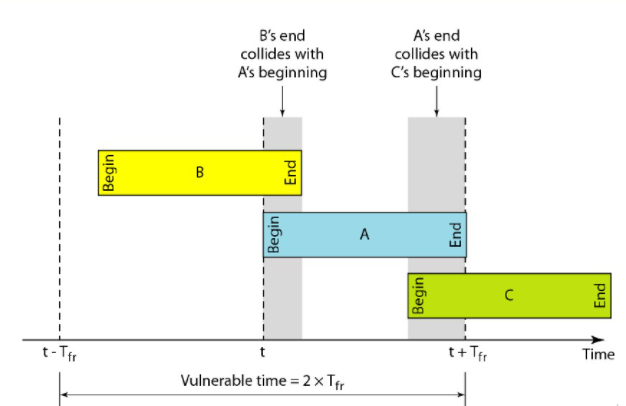 B's end
collides with
A's beginning
A's end
collides with
C's beginning
Begin B End
Begin A End
Begin C End
t - Tfr t t + Tfr Time
Vulnerable time = 2 × Tfr